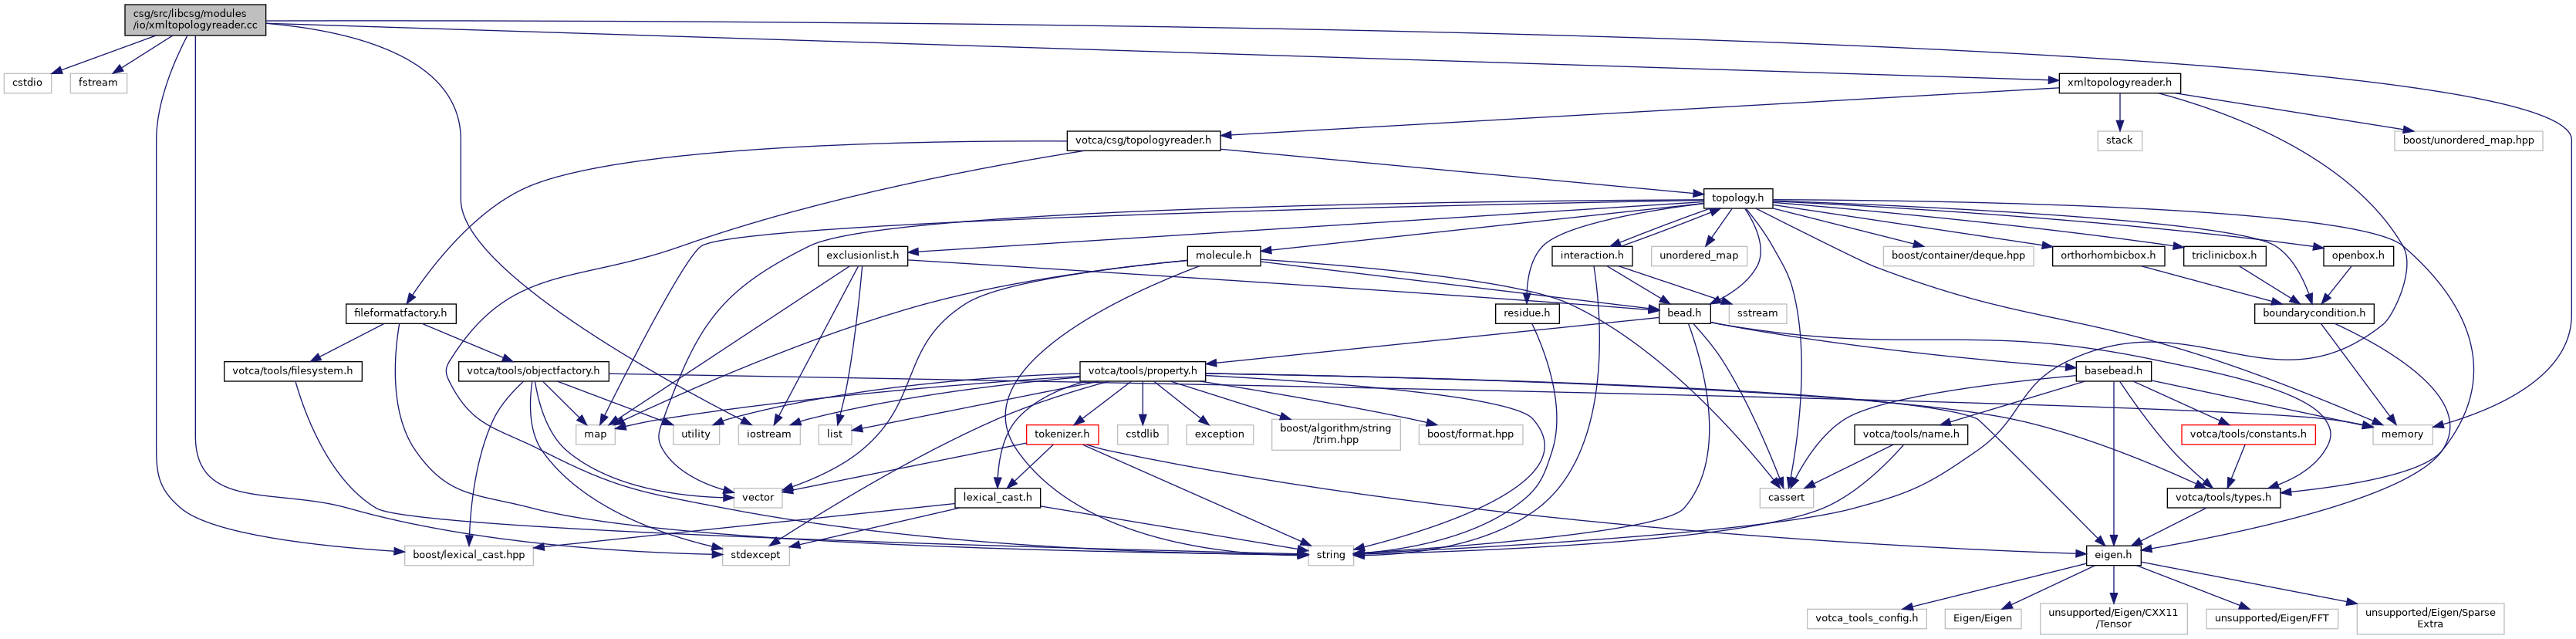 csg/src/libcsg/modules
/io/xmltopologyreader.cc
cstdio
fstream
xmltopologyreader.h
votca/csg/topologyreader.h
stack
boost/unordered_map.hpp
topology.h
exclusionlist.h
molecule.h
interaction.h
unordered_map
boost/container/deque.hpp
orthorhombicbox.h
triclinicbox.h
openbox.h
fileformatfactory.h
residue.h
bead.h
sstream
boundarycondition.h
votca/tools/filesystem.h
votca/tools/objectfactory.h
votca/tools/property.h
basebead.h
map
utility
iostream
list
tokenizer.h
cstdlib
exception
boost/algorithm/string
/trim.hpp
boost/format.hpp
votca/tools/name.h
votca/tools/constants.h
memory
vector
lexical_cast.h
cassert
votca/tools/types.h
boost/lexical_cast.hpp
stdexcept
string
eigen.h
votca_tools_config.h
Eigen/Eigen
unsupported/Eigen/CXX11
/Tensor
unsupported/Eigen/FFT
unsupported/Eigen/Sparse
Extra